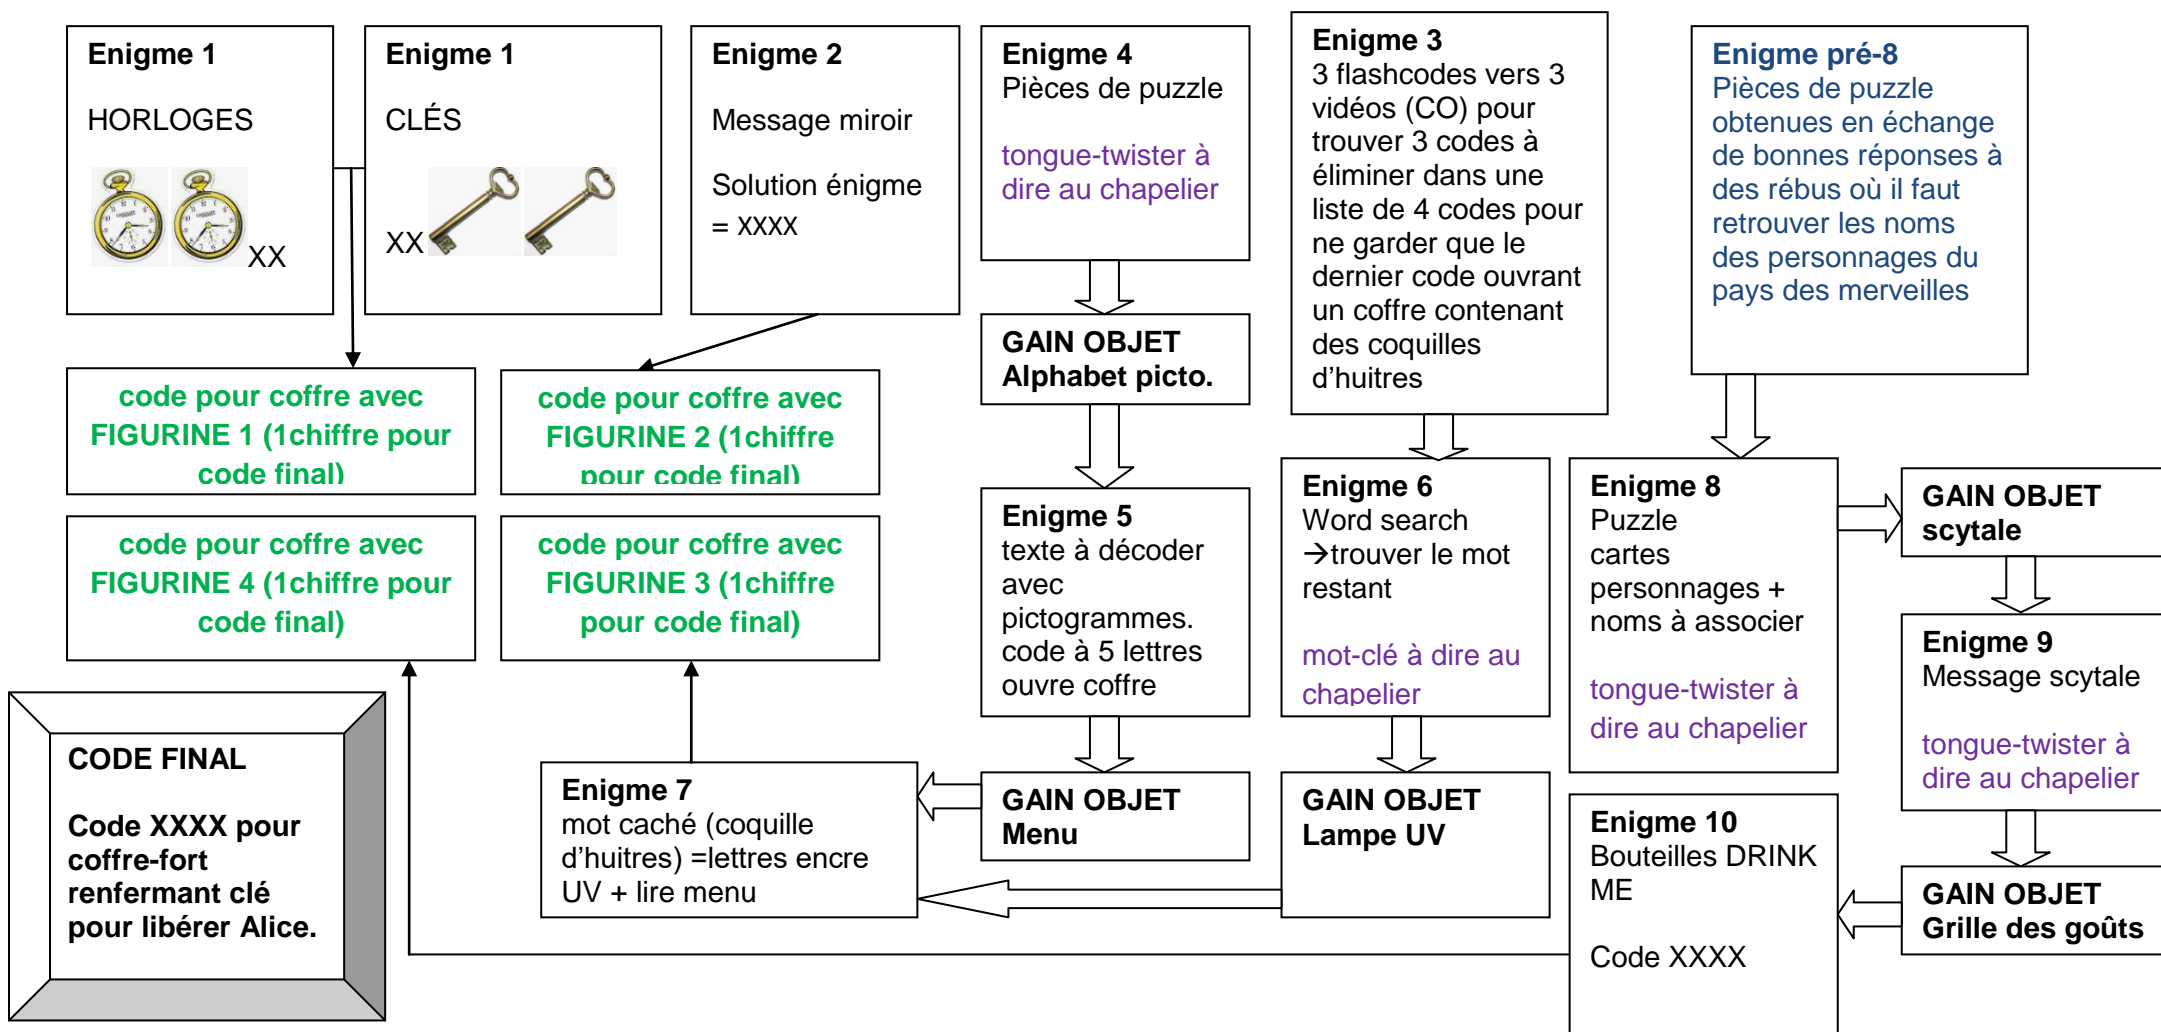 Enigme 1
HORLOGES
XX
Enigme 1
CLÉS
XX
Enigme 2
Message miroir
Solution énigme
= XXXX
Enigme 4
Pièces de puzzle
tongue-twister à
dire au chapelier
Enigme 3
3 flashcodes vers 3
vidéos (CO) pour
trouver 3 codes à
éliminer dans une
liste de 4 codes pour
ne garder que le
dernier code ouvrant
un coffre contenant
des coquilles
d'huitres
Enigme pré-8
Pièces de puzzle
obtenues en échange
de bonnes réponses à
des rébus où il faut
retrouver les noms
des personnages du
pays des merveilles
code pour coffre avec
FIGURINE 1 (1chiffre pour
code final)
code pour coffre avec
FIGURINE 2 (1chiffre
pour code final)
GAIN OBJET
Alphabet picto.
code pour coffre avec
FIGURINE 4 (1chiffre pour
code final)
code pour coffre avec
FIGURINE 3 (1chiffre
pour code final)
Enigme 5
texte à décoder
avec
pictogrammes.
code à 5 lettres
ouvre coffre
Enigme 6
Word search
→trouver le mot
restant
mot-clé à dire au
chapelier
Enigme 8
Puzzle
cartes
personnages +
noms à associer
tongue-twister à
dire au chapelier
GAIN OBJET
scytale
Enigme 9
Message scytale
tongue-twister à
dire au chapelier
CODE FINAL
Code XXXX pour
coffre-fort
renfermant clé
pour libérer Alice.
Enigme 7
mot caché (coquille
d'huitres) =lettres encre
UV + lire menu
GAIN OBJET
Menu
GAIN OBJET
Lampe UV
Enigme 10
Bouteilles DRINK
ME
Code XXXX
GAIN OBJET
Grille des goûts